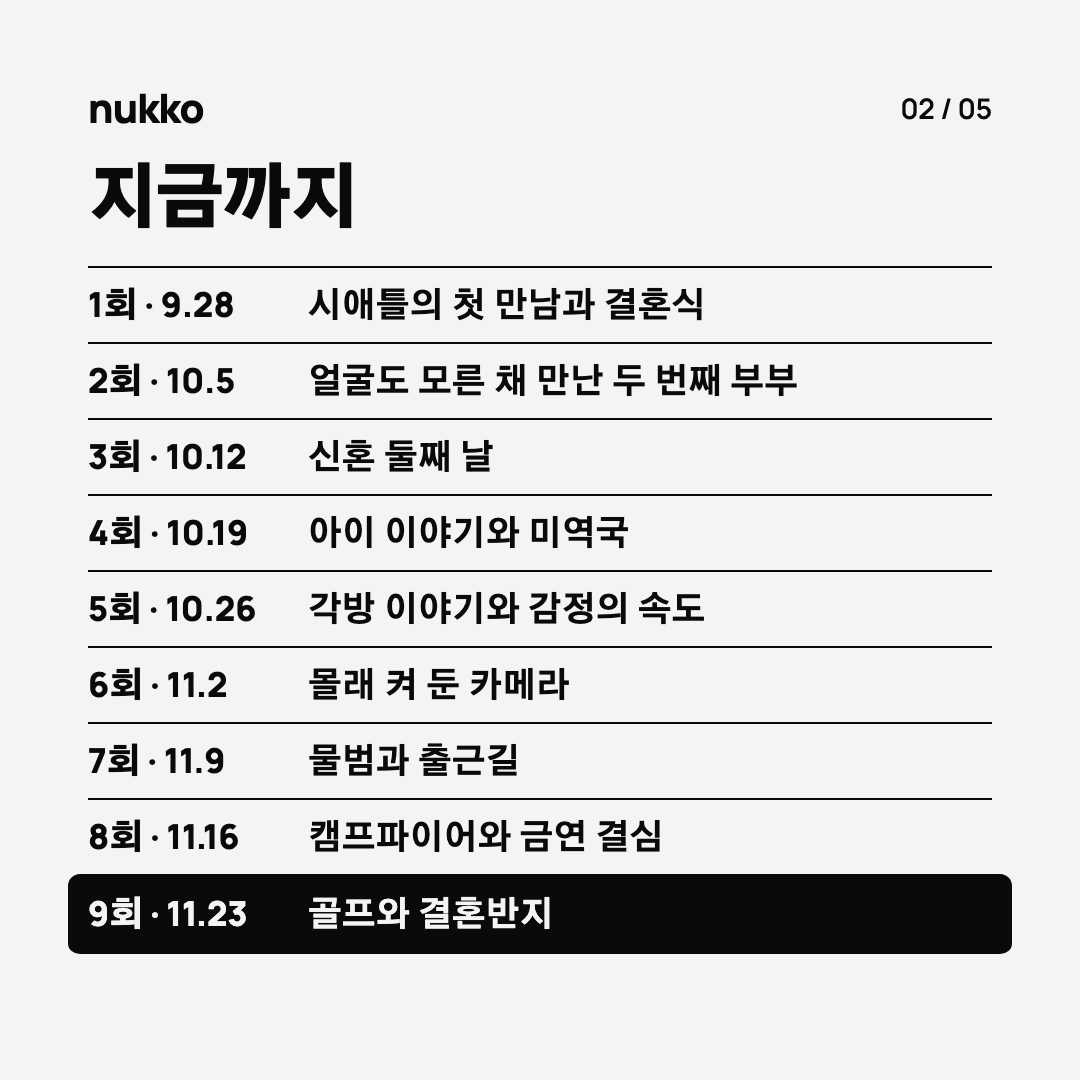 nukko
02 / 05
지금까지
1회 · 9.28 시애틀의 첫 만남과 결혼식
2회 · 10.5 얼굴도 모른 채 만난 두 번째 부부
3회 · 10.12 신혼 둘째 날
4회 · 10.19 아이 이야기와 미역국
5회 · 10.26 각방 이야기와 감정의 속도
6회 · 11.2 몰래 켜 둔 카메라
7회 · 11.9 물범과 출근길
8회 · 11.16 캠프파이어와 금연 결심
9회 · 11.23 골프와 결혼반지